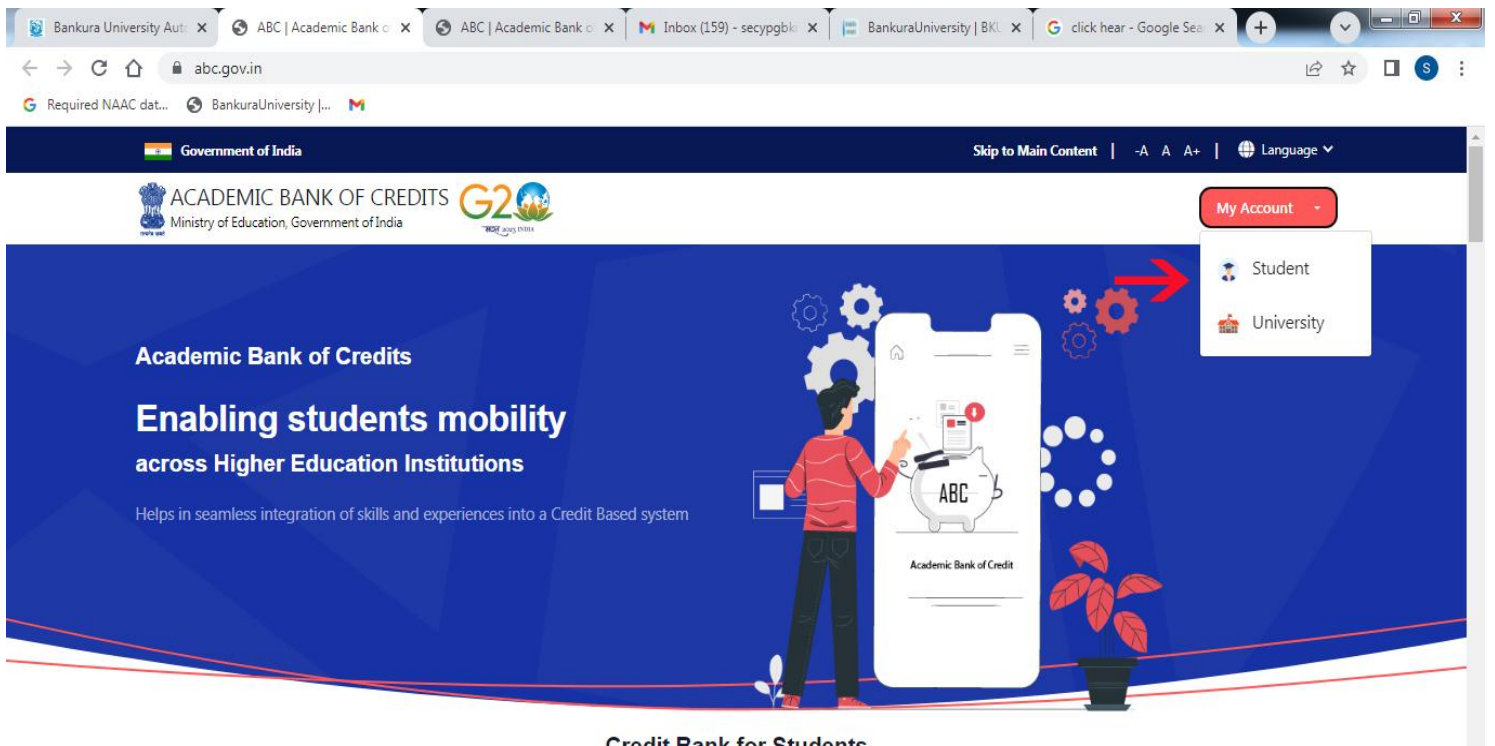 Bankura University Aut
ABC | Academic Bank o
ABC | Academic Bank o
Inbox (159) - secypgbk
BankuraUniversity | BKU
click hear - Google Sea
abc.gov.in
S
Required NAAC dat...
BankuraUniversity |...
Government of India
Skip to Main Content | -A A A+ | Language
ACADEMIC BANK OF CREDITS
Ministry of Education, Government of India
G20
भारत 2023 INDIA
My Account
Student
University
Academic Bank of Credits
Enabling students mobility
across Higher Education Institutions
Helps in seamless integration of skills and experiences into a Credit Based system
ABC
Academic Bank of Credit
Credit Bank for Students